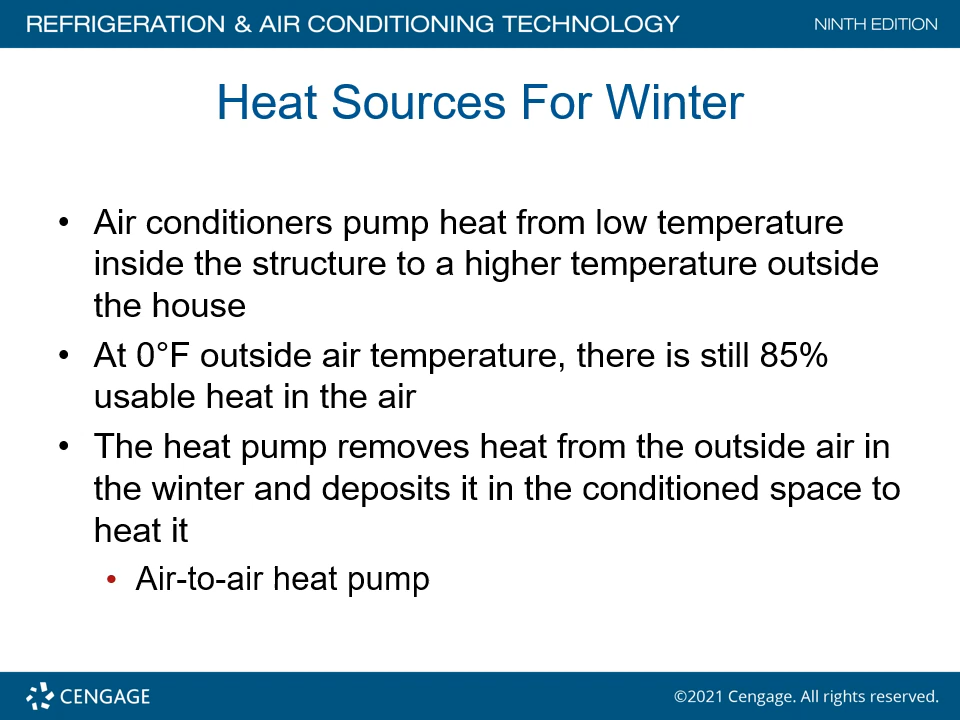 REFRIGERATION & AIR CONDITIONING TECHNOLOGY
NINTH EDITION
Heat Sources For Winter
• Air conditioners pump heat from low temperature
inside the structure to a higher temperature outside
the house
• At 0°F outside air temperature, there is still 85%
usable heat in the air
• The heat pump removes heat from the outside air in
the winter and deposits it in the conditioned space to
heat it
• Air-to-air heat pump
CENGAGE
©2021 Cengage. All rights reserved.